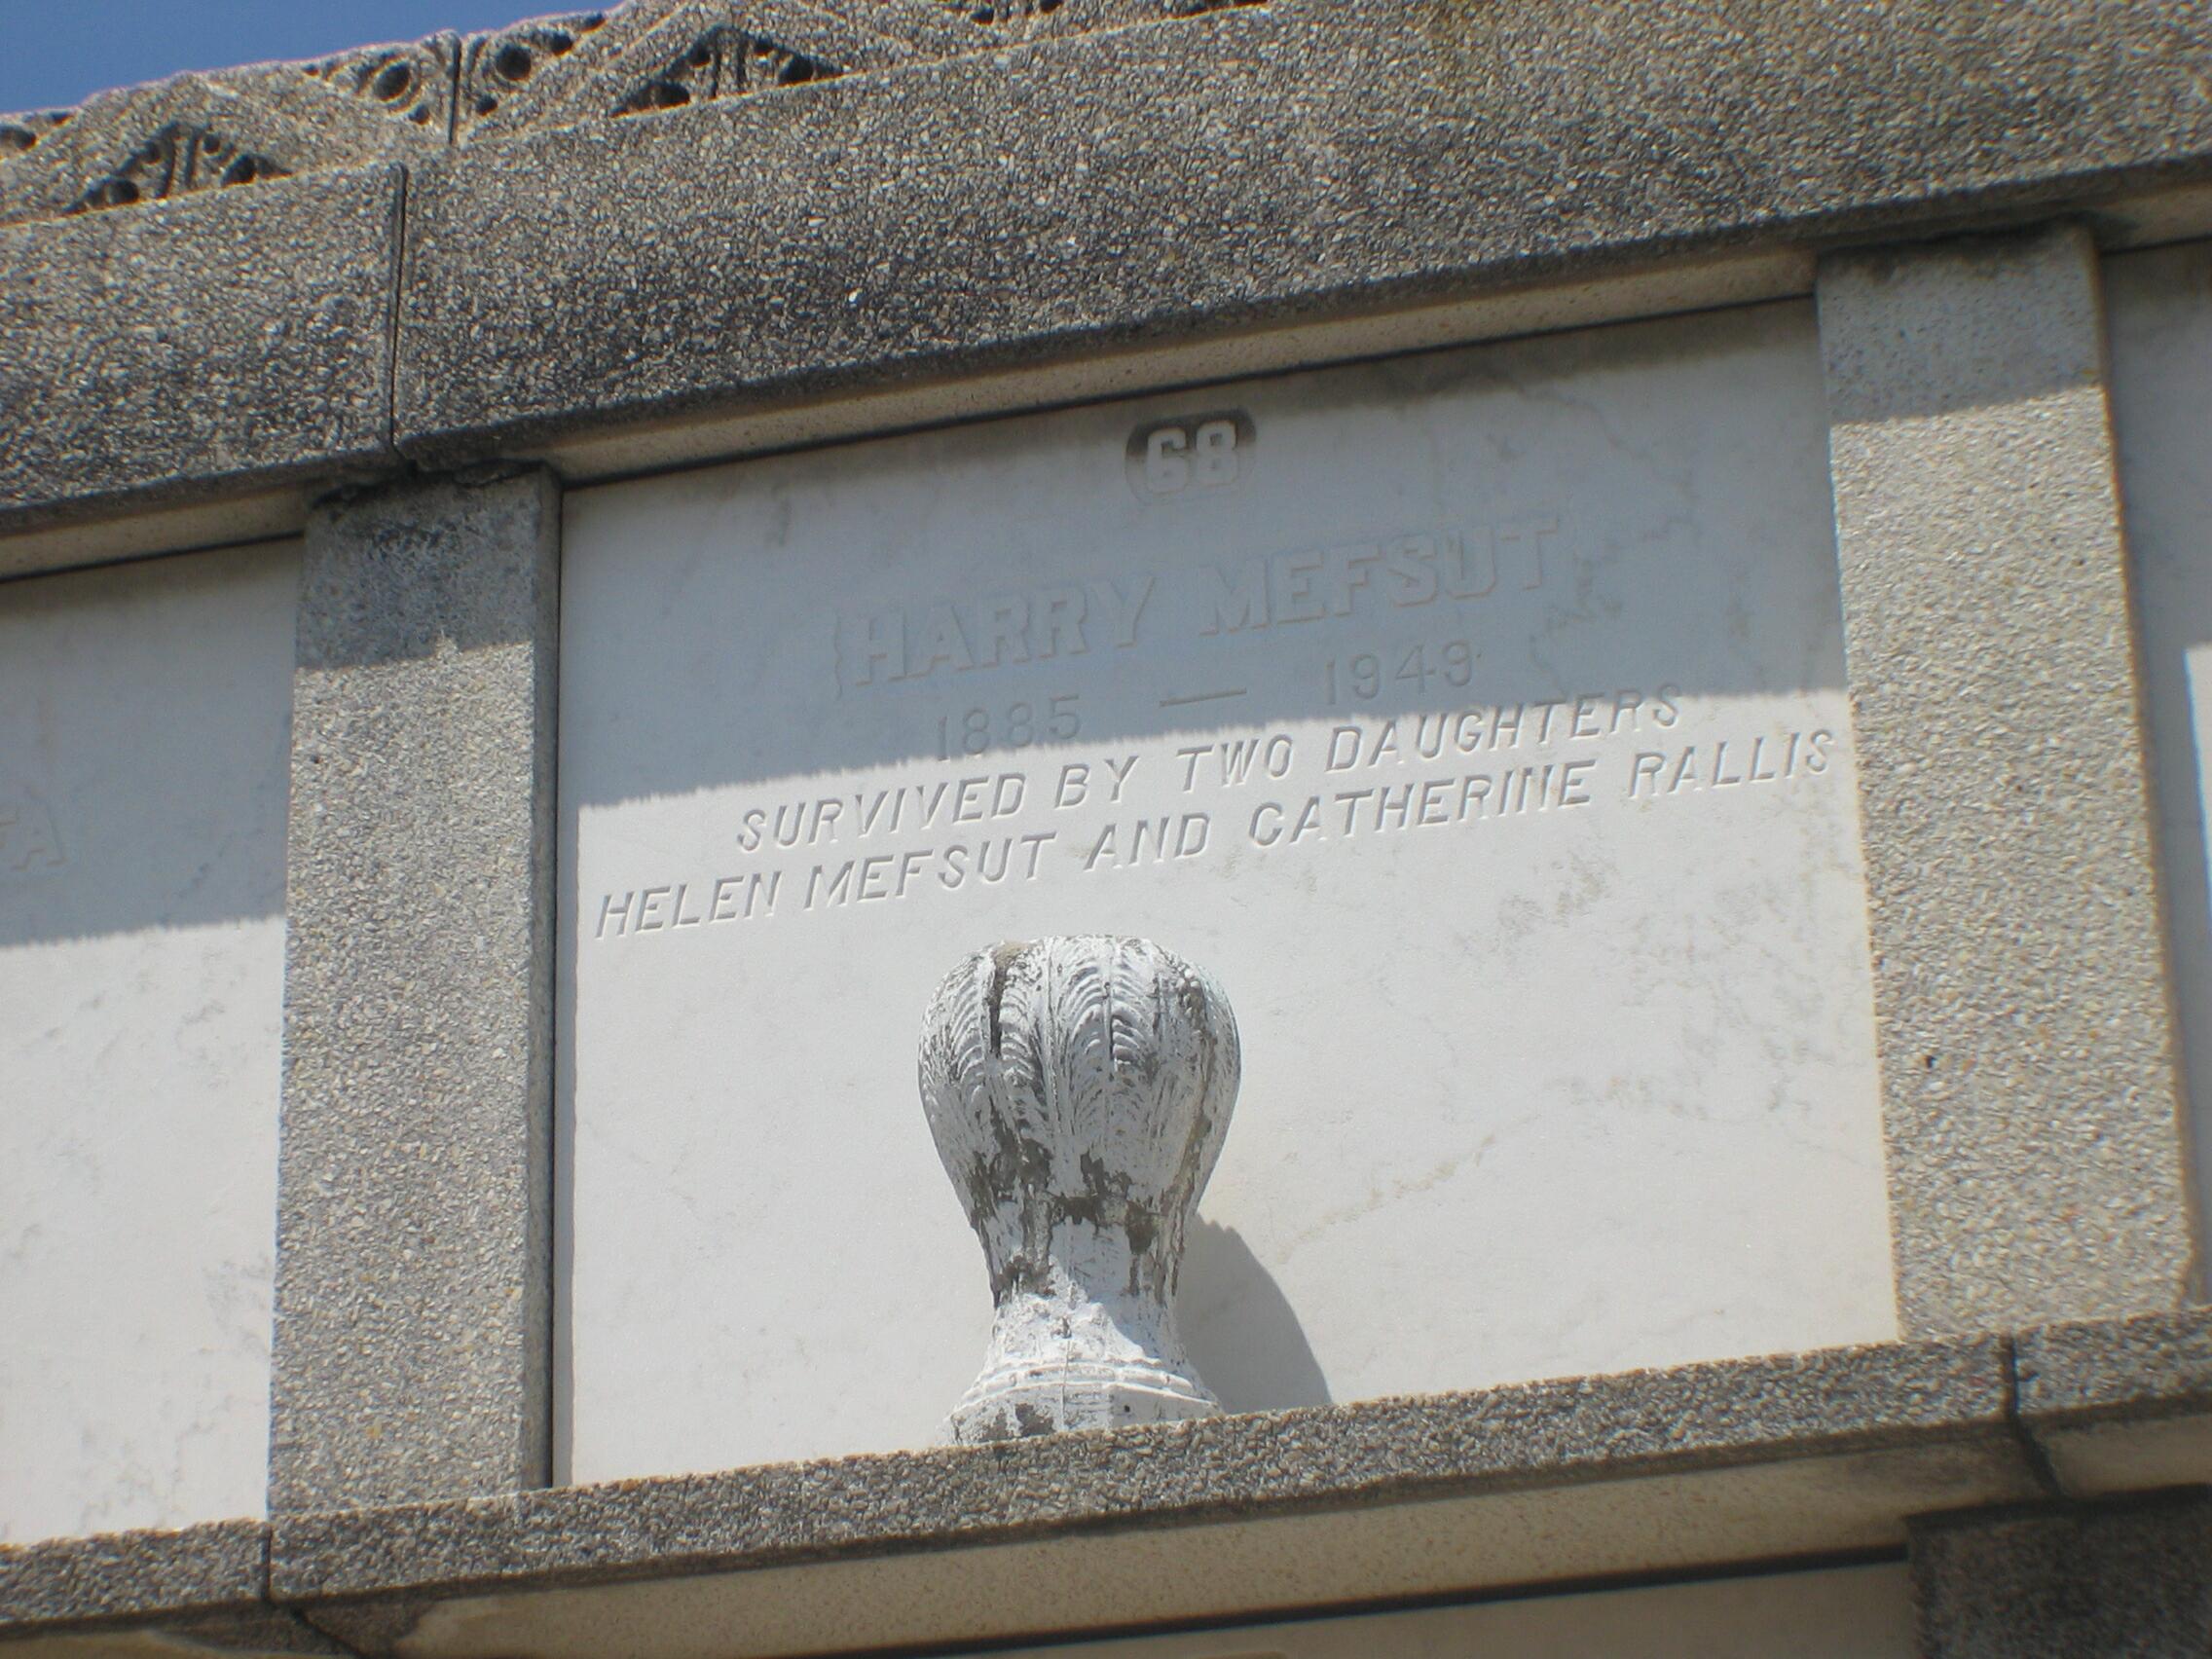 68
HARRY MEFSUT
1885 — 1949
SURVIVED BY TWO DAUGHTERS
HELEN MEFSUT AND CATHERINE RALLIS